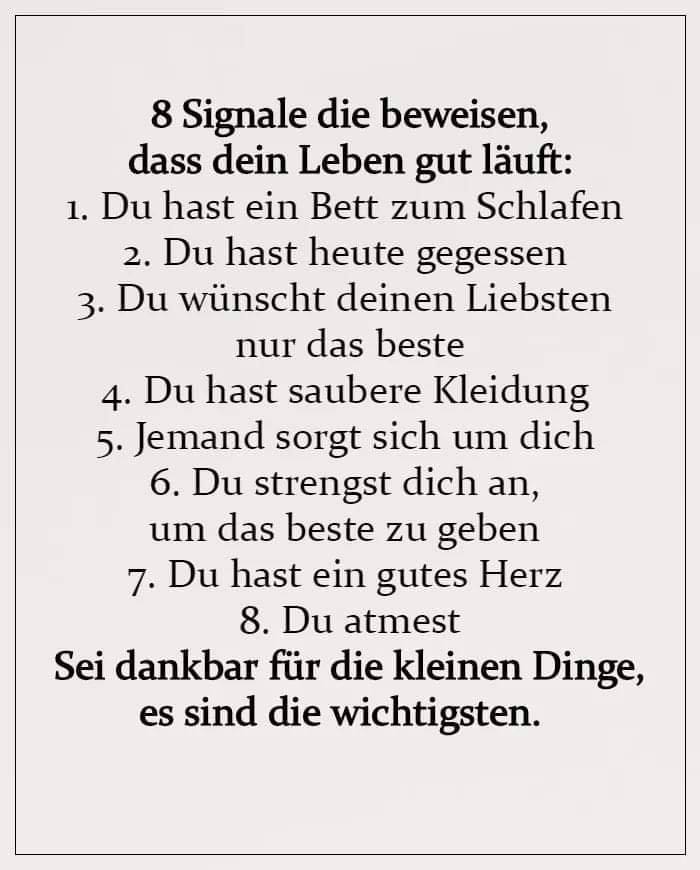 8 Signale die beweisen,
dass dein Leben gut läuft:
1. Du hast ein Bett zum Schlafen
2. Du hast heute gegessen
3. Du wünscht deinen Liebsten
nur das beste
4. Du hast saubere Kleidung
5. Jemand sorgt sich um dich
6. Du strengst dich an,
um das beste zu geben
7. Du hast ein gutes Herz
8. Du atmest
Sei dankbar für die kleinen Dinge,
es sind die wichtigsten.